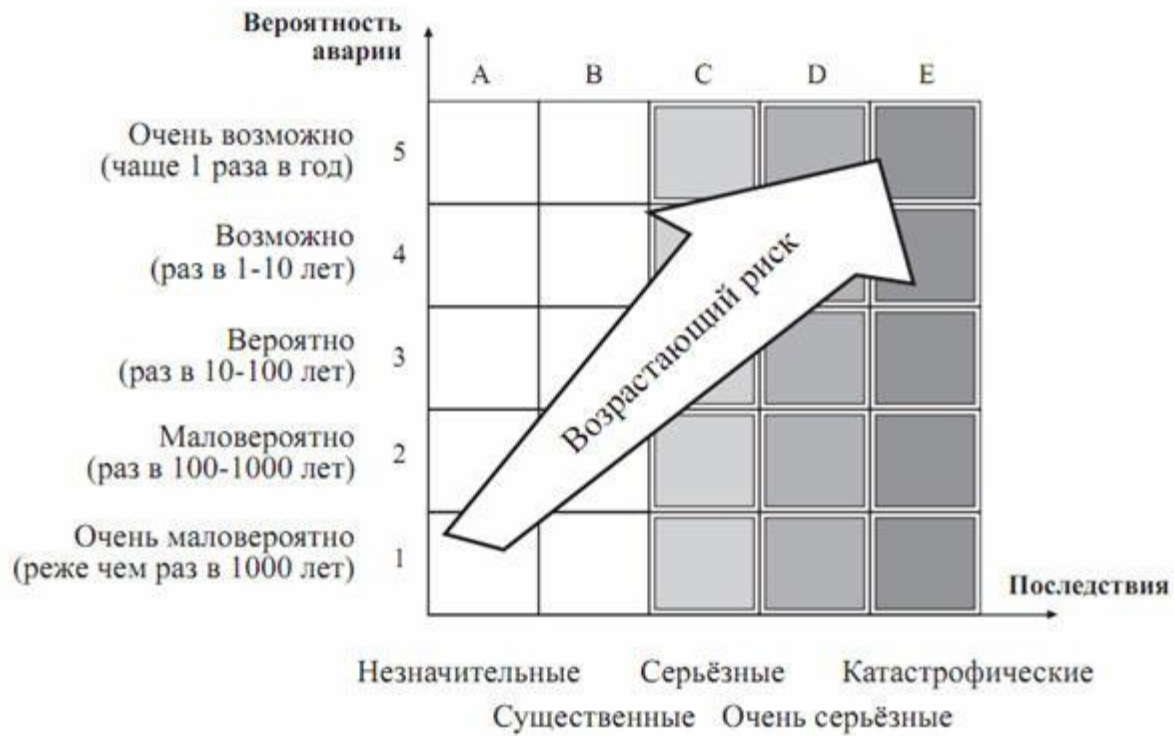 Вероятность
аварии
A B C D E
Очень возможно
(чаще 1 раза в год)
5
Возможно
(раз в 1-10 лет)
4
Вероятно
(раз в 10-100 лет)
3
Маловероятно
(раз в 100-1000 лет)
2
Очень маловероятно
(реже чем раз в 1000 лет)
1
Возрастающий риск
Последствия
Незначительные Серьёзные Катастрофические
Существенные Очень серьёзные